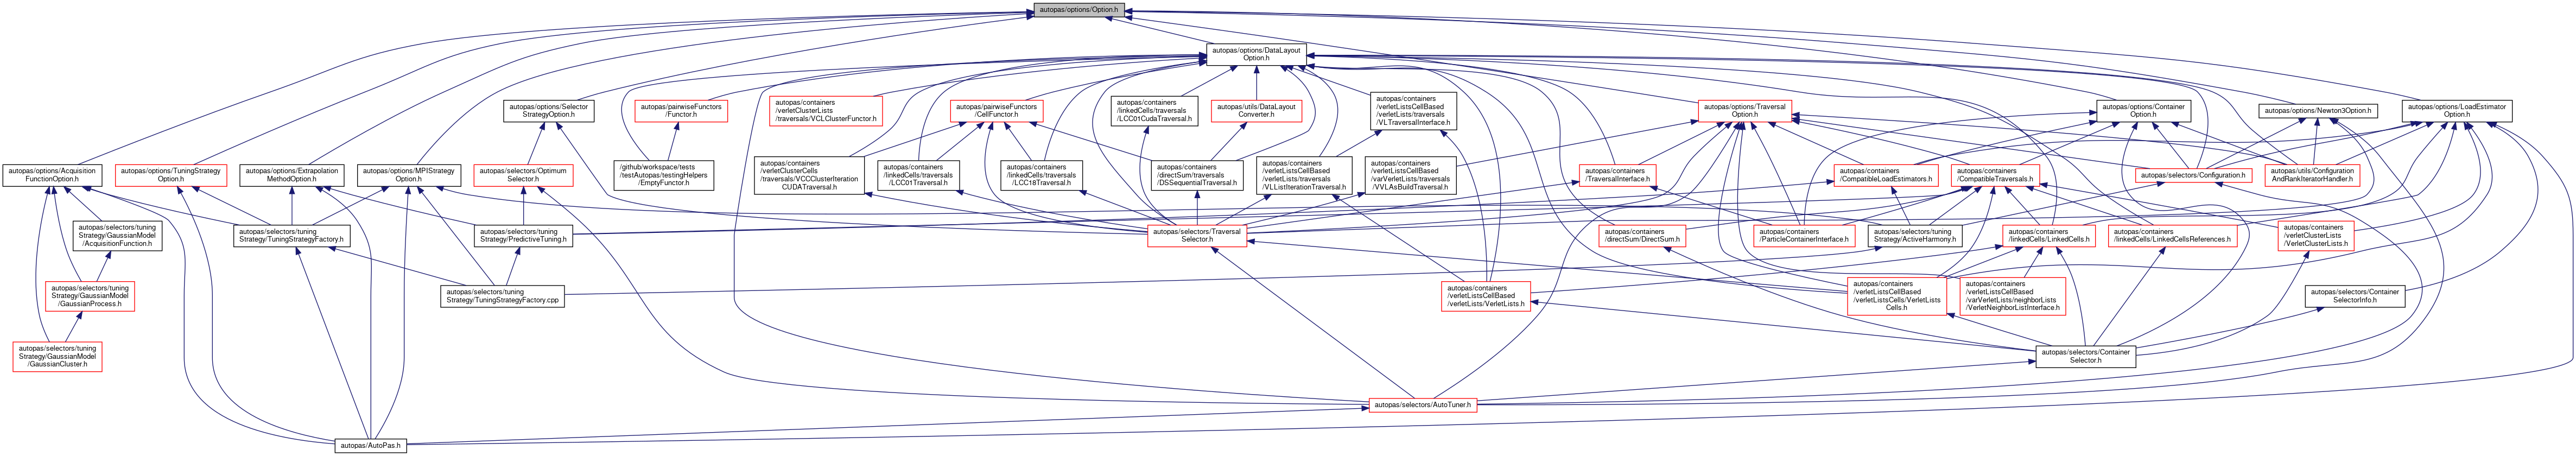 autopas/options/Option.h
autopas/options/DataLayout
Option.h
autopas/options/Selector
StrategyOption.h
autopas/pairwiseFunctors
/Functor.h
autopas/containers
/verletClusterLists
/traversals/VCLClusterFunctor.h
autopas/pairwiseFunctors
/CellFunctor.h
autopas/containers
/linkedCells/traversals
/LCC01CudaTraversal.h
autopas/utils/DataLayout
Converter.h
autopas/containers
/verletListsCellBased
/verletLists/traversals
/VLTraversalInterface.h
autopas/options/Traversal
Option.h
autopas/options/Container
Option.h
autopas/options/Newton3Option.h
autopas/options/LoadEstimator
Option.h
autopas/options/Acquisition
FunctionOption.h
autopas/options/TuningStrategy
Option.h
autopas/options/Extrapolation
MethodOption.h
autopas/options/MPIStrategy
Option.h
autopas/selectors/Optimum
Selector.h
/github/workspace/tests
/testAutopas/testingHelpers
/EmptyFunctor.h
autopas/containers
/verletClusterCells
/traversals/VCCClusterIteration
CUDATraversal.h
autopas/containers
/linkedCells/traversals
/LCC01Traversal.h
autopas/containers
/linkedCells/traversals
/LCC18Traversal.h
autopas/containers
/directSum/traversals
/DSSequentialTraversal.h
autopas/containers
/verletListsCellBased
/verletLists/traversals
/VLListIterationTraversal.h
autopas/containers
/verletListsCellBased
/varVerletLists/traversals
/VVLAsBuildTraversal.h
autopas/containers
/TraversalInterface.h
autopas/containers
/CompatibleLoadEstimators.h
autopas/containers
/CompatibleTraversals.h
autopas/selectors/Configuration.h
autopas/utils/Configuration
AndRankIteratorHandler.h
autopas/selectors/tuning
Strategy/GaussianModel
/AcquisitionFunction.h
autopas/selectors/tuning
Strategy/TuningStrategyFactory.h
autopas/selectors/tuning
Strategy/PredictiveTuning.h
autopas/selectors/Traversal
Selector.h
autopas/containers
/directSum/DirectSum.h
autopas/containers
/ParticleContainerInterface.h
autopas/selectors/tuning
Strategy/ActiveHarmony.h
autopas/containers
/linkedCells/LinkedCells.h
autopas/containers
/linkedCells/LinkedCellsReferences.h
autopas/containers
/verletClusterLists
/VerletClusterLists.h
autopas/selectors/tuning
Strategy/GaussianModel
/GaussianProcess.h
autopas/selectors/tuning
Strategy/TuningStrategyFactory.cpp
autopas/containers
/verletListsCellBased
/verletLists/VerletLists.h
autopas/containers
/verletListsCellBased
/verletListsCells/VerletLists
Cells.h
autopas/containers
/verletListsCellBased
/varVerletLists/neighborLists
/VerletNeighborListInterface.h
autopas/selectors/Container
SelectorInfo.h
autopas/selectors/tuning
Strategy/GaussianModel
/GaussianCluster.h
autopas/selectors/Container
Selector.h
autopas/selectors/AutoTuner.h
autopas/AutoPas.h